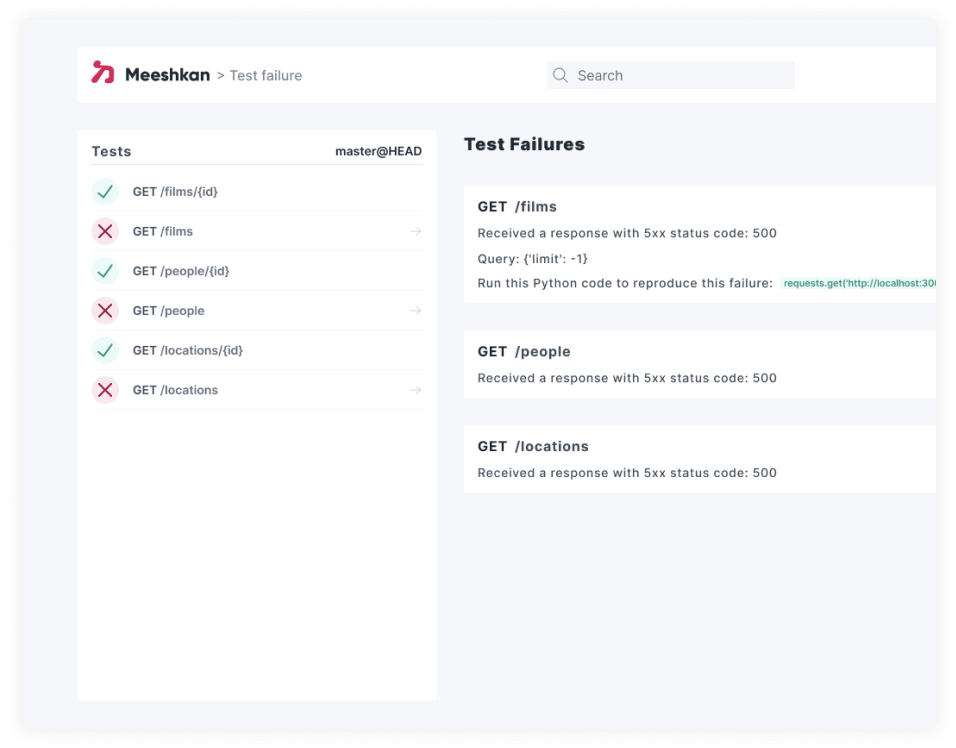 Meeshkan > Test failure
Search
Tests master@HEAD
GET /films/{id}
GET /films
GET /people/{id}
GET /people
GET /locations/{id}
GET /locations
Test Failures
GET /films
Received a response with 5xx status code: 500
Query: {'limit': -1}
Run this Python code to reproduce this failure: requests.get('http://localhost:300
GET /people
Received a response with 5xx status code: 500
GET /locations
Received a response with 5xx status code: 500